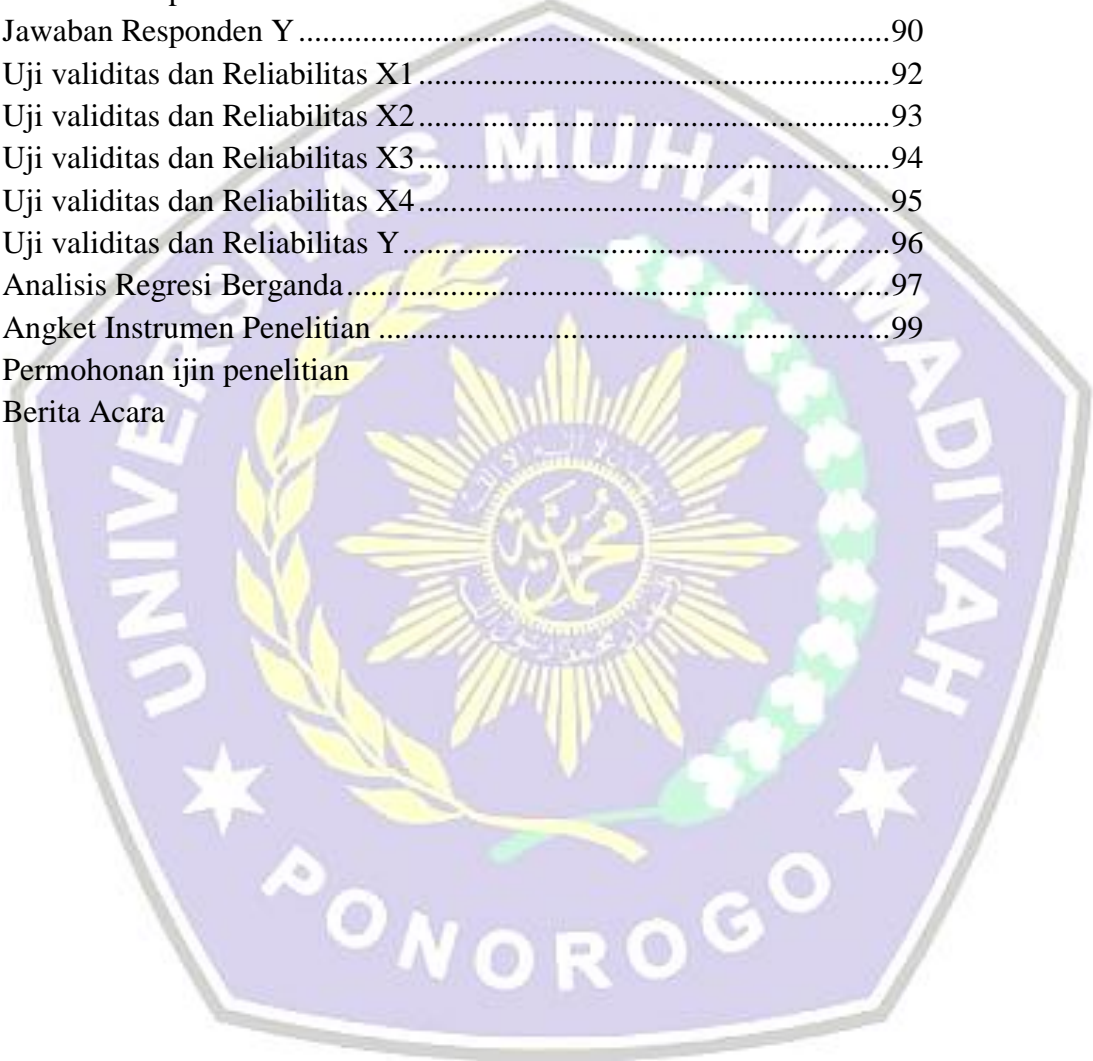 Jawaban Responden Y ........................................................................ 90
Uji validitas dan Reliabilitas X1 ......................................................... 92
Uji validitas dan Reliabilitas X2 ......................................................... 93
Uji validitas dan Reliabilitas X3 ......................................................... 94
Uji validitas dan Reliabilitas X4 ......................................................... 95
Uji validitas dan Reliabilitas Y ........................................................... 96
Analisis Regresi Berganda .................................................................. 97
Angket Instrumen Penelitian .............................................................. 99
Permohonan ijin penelitian
Berita Acara
UNIVERSITAS MUHAMMADIYAH
PONOROGO
محمدية